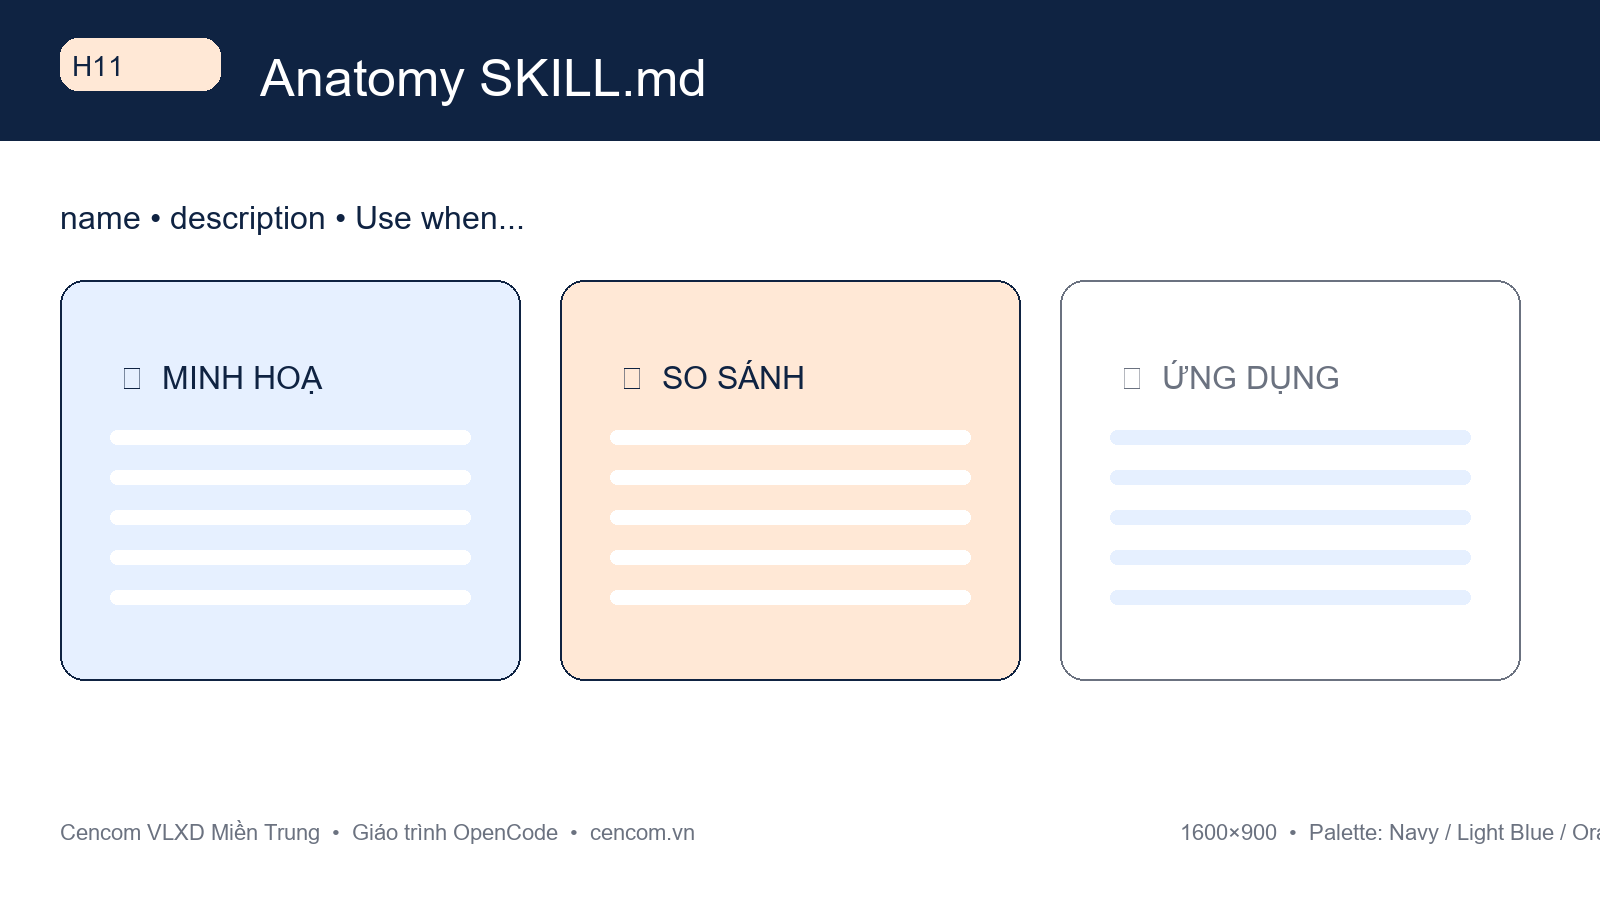 H11
Anatomy SKILL.md
name • description • Use when...
MINH HOẠ
SO SÁNH
ỨNG DỤNG
Cencom VLXD Miền Trung • Giáo trình OpenCode • cencom.vn
1600×900 • Palette: Navy / Light Blue /